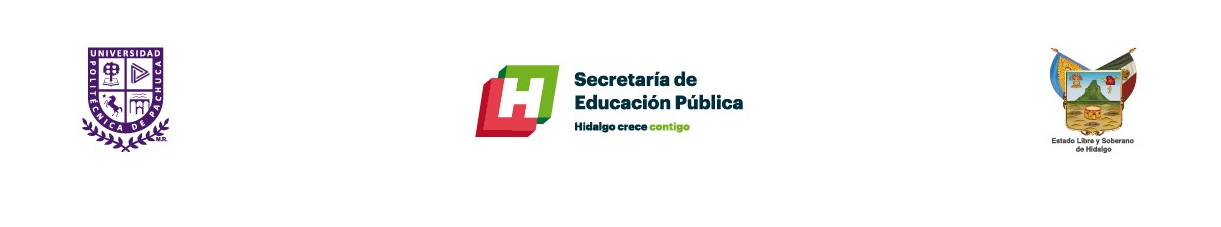 UNIVERSIDAD
POLITÉCNICA DE PACHUCA
M.R.
H
Secretaría de
Educación Pública
Hidalgo crece contigo
Estado Libre y Soberano
de Hidalgo